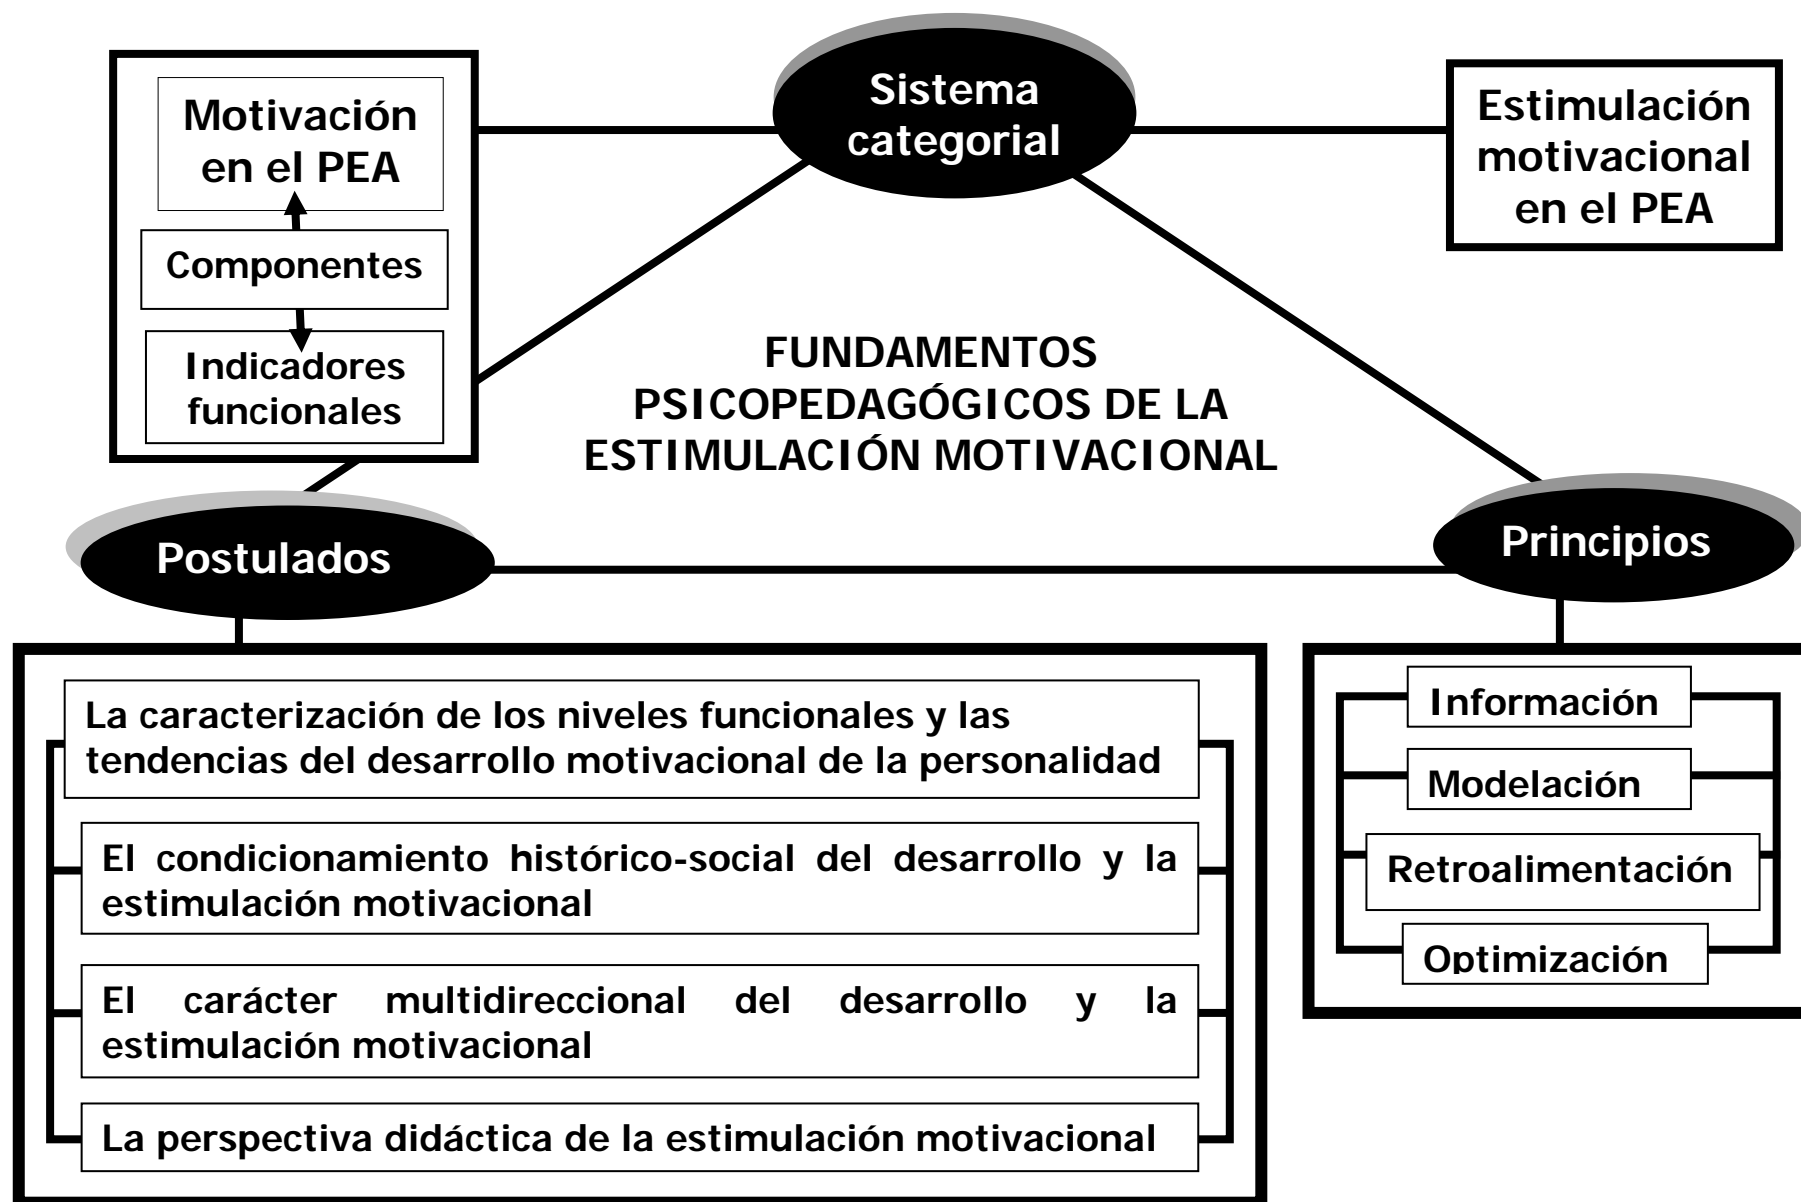 Sistema
categorial
Motivación
en el PEA
Componentes
Indicadores
funcionales
Estimulación
motivacional
en el PEA
FUNDAMENTOS
PSICOPEDAGÓGICOS DE LA
ESTIMULACIÓN MOTIVACIONAL
Postulados
Principios
La caracterización de los niveles funcionales y las
tendencias del desarrollo motivacional de la personalidad
El condicionamiento histórico-social del desarrollo y la
estimulación motivacional
El carácter multidireccional del desarrollo y la
estimulación motivacional
La perspectiva didáctica de la estimulación motivacional
Información
Modelación
Retroalimentación
Optimización